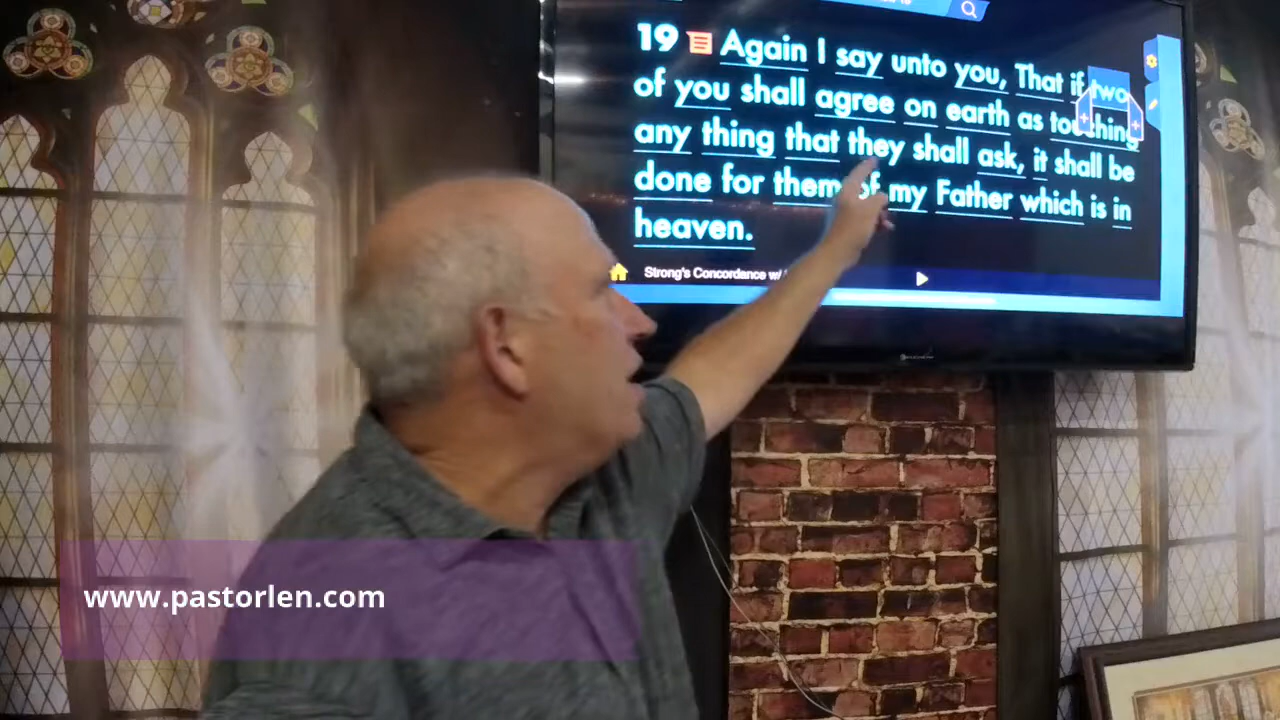 19 Again I say unto you, That if two
of you shall agree on earth as touching
any thing that they shall ask, it shall be
done for them of my Father which is in
heaven.
Strong's Concordance w/
www.pastorlen.com